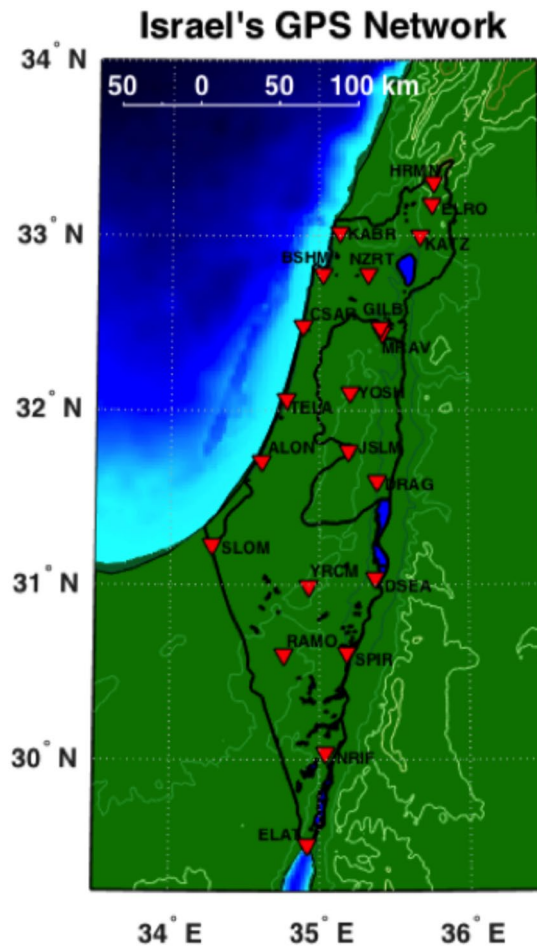 Israel's GPS Network
34° N
50 0 50 100 km
HRMN
ELRO
33° N
KABR
KATZ
BSHM
NZRT
CSAR
GILB
MRAV
YOSH
32° N
TELA
ALON
JSLM
DRAG
SLOM
31° N
YRCM
DSEA
RAMO
SPIR
30° N
NRIF
ELAT
34° E 35° E 36° E